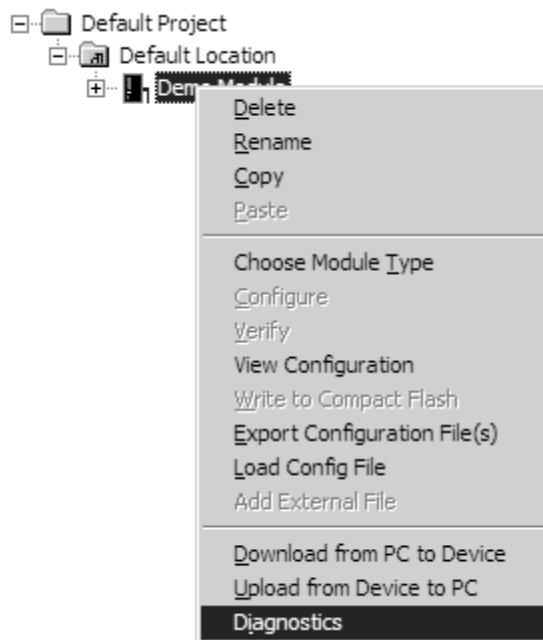 Default Project
Default Location
Delete
Rename
Copy
Paste
Choose Module Type
Configure
Verify
View Configuration
Write to Compact Flash
Export Configuration File(s)
Load Config File
Add External File
Download from PC to Device
Upload from Device to PC
Diagnostics